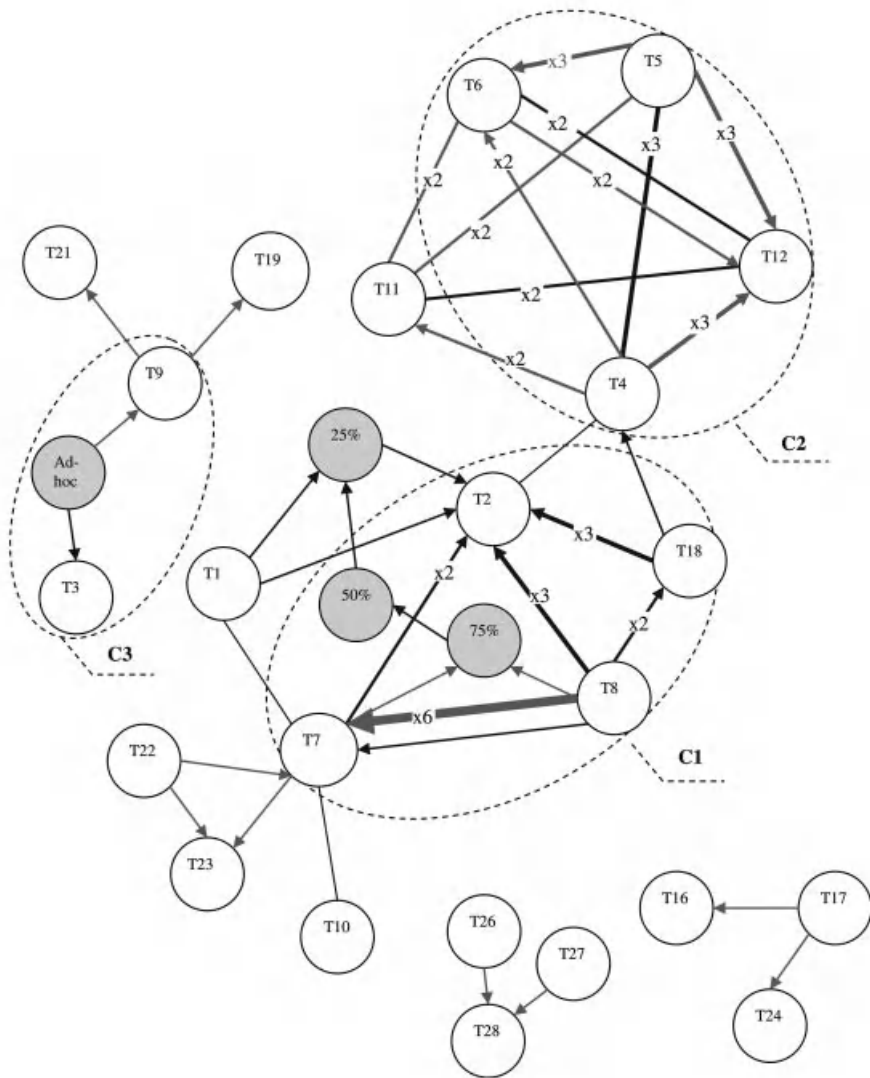 T5
T6
x3
x2
x3
x3
x2
x2
x2
x2
T21
T19
T12
T11
x2
x3
T9
x2
T4
25%
C2
Ad-
hoc
T2
x3
T18
T1
x2
T3
50%
x3
75%
x2
C3
T8
x6
T7
T22
C1
T23
T16
T17
T26
T10
T27
T24
T28